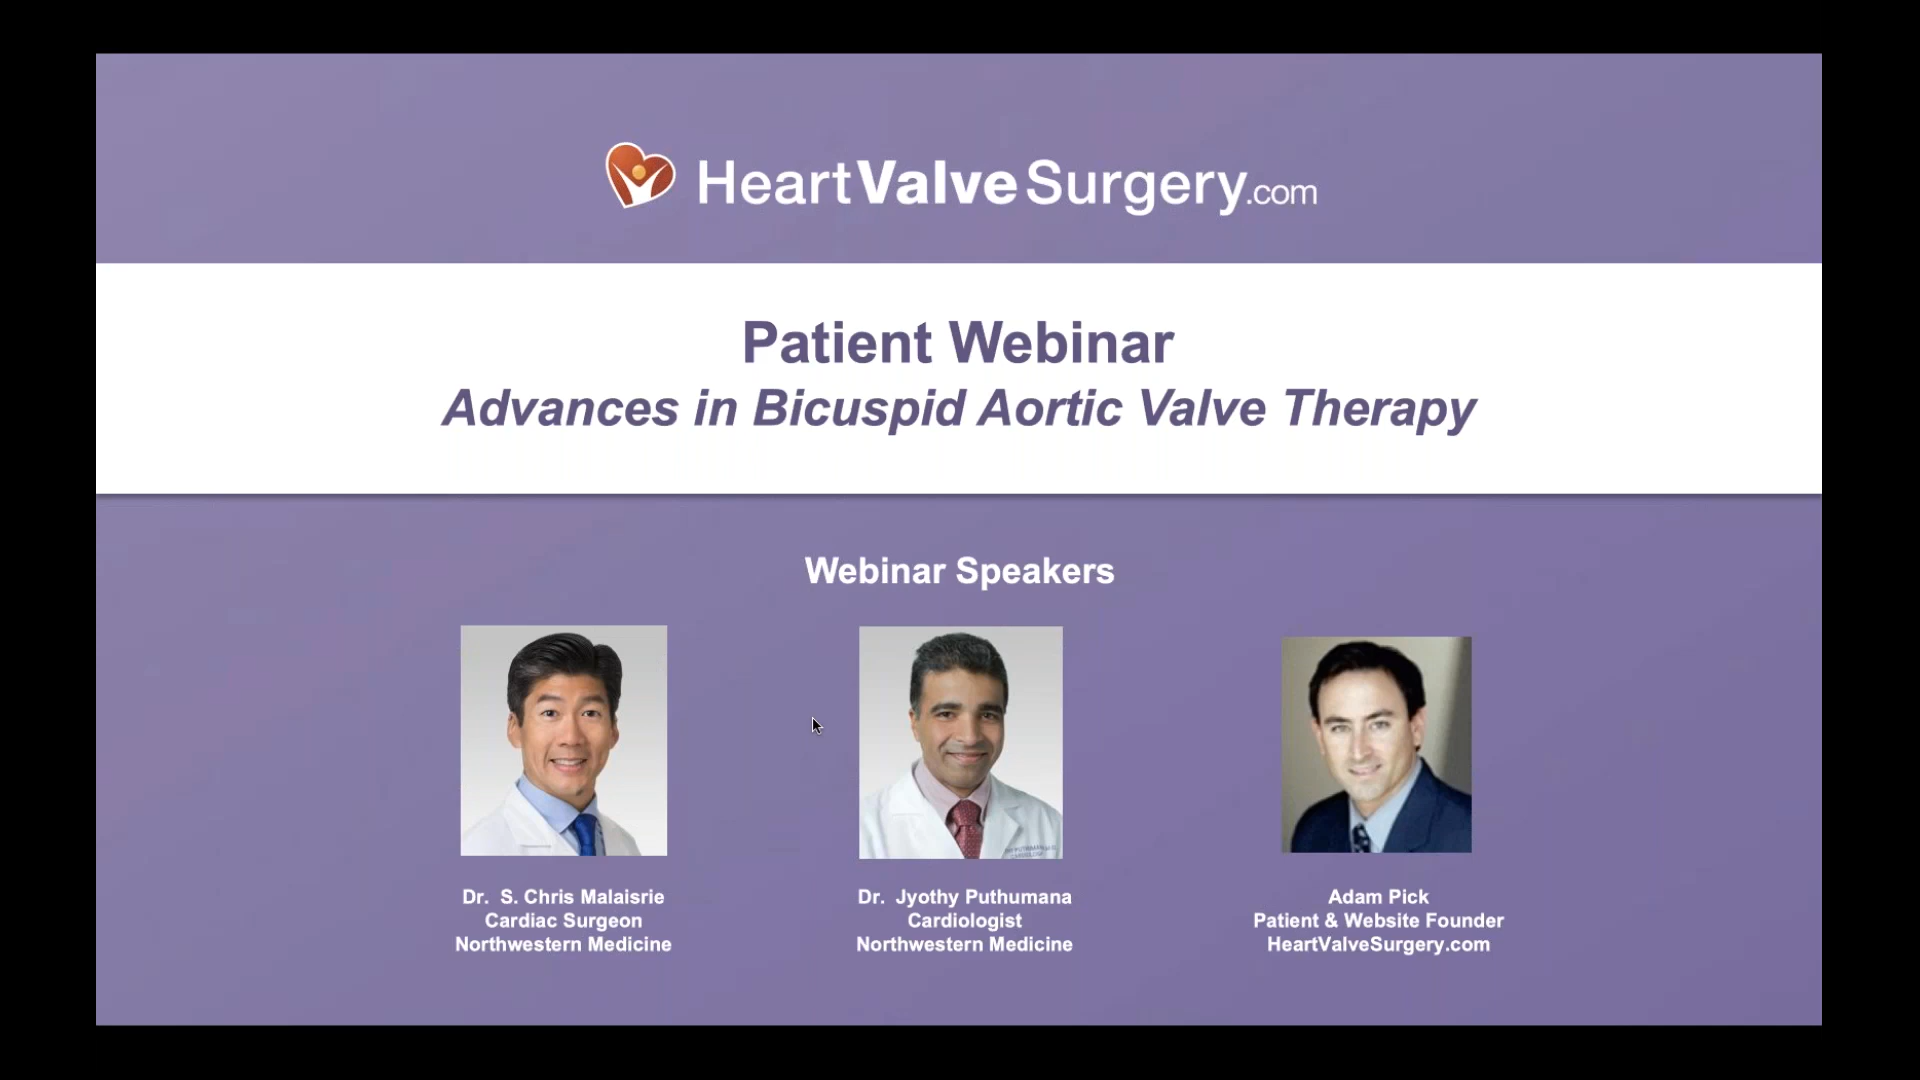 HeartValveSurgery.com
Patient Webinar
Advances in Bicuspid Aortic Valve Therapy
Webinar Speakers
Dr. S. Chris Malaisrie
Cardiac Surgeon
Northwestern Medicine
Dr. Jyothy Puthumana
Cardiologist
Northwestern Medicine
Adam Pick
Patient & Website Founder
HeartValveSurgery.com